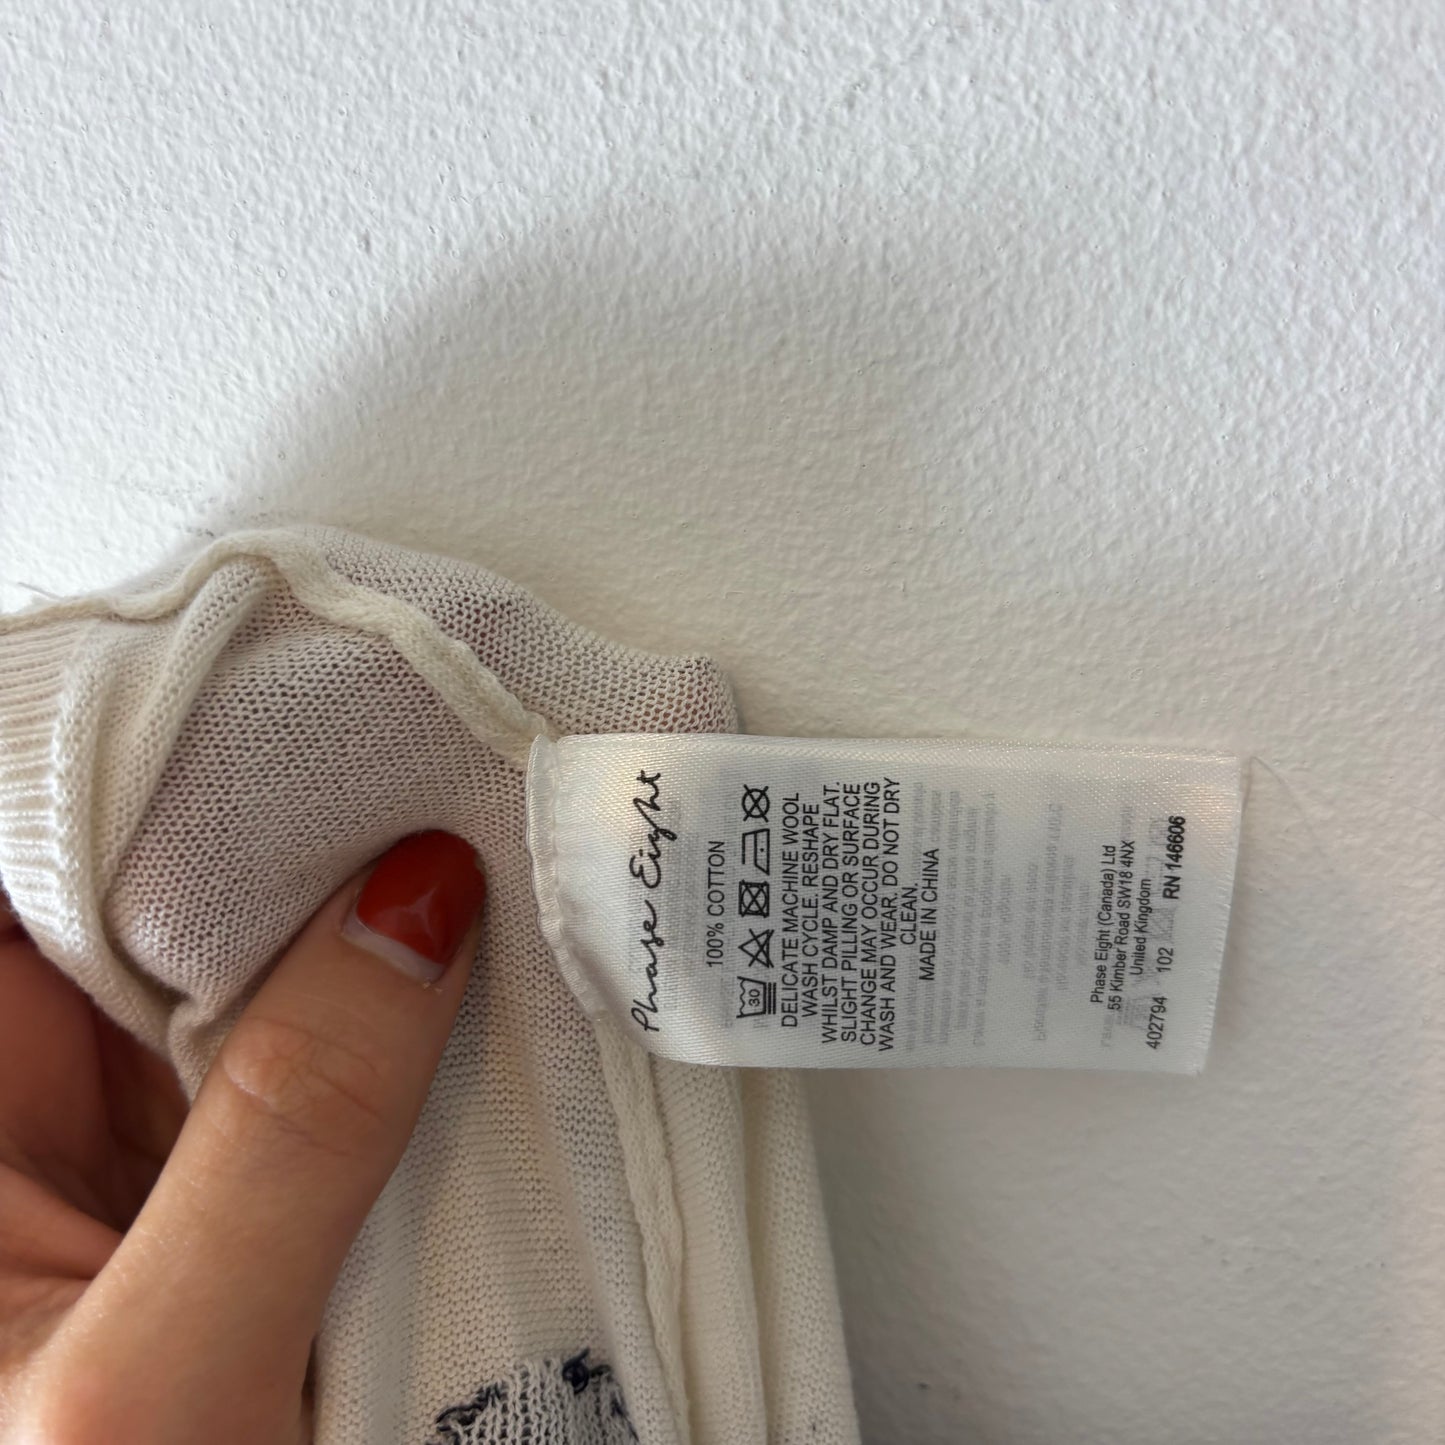 Phase Eight
100% COTTON
30
DELICATE MACHINE WOOL
WASH CYCLE. RESHAPE
WHILST DAMP AND DRY FLAT.
SLIGHT PILLING OR SURFACE
CHANGE MAY OCCUR DURING
WASH AND WEAR. DO NOT DRY
CLEAN.
MADE IN CHINA
Phase Eight (Canada) Ltd
55 Kimber Road SW18 4NX
United Kingdom
402794 102 RN 146606